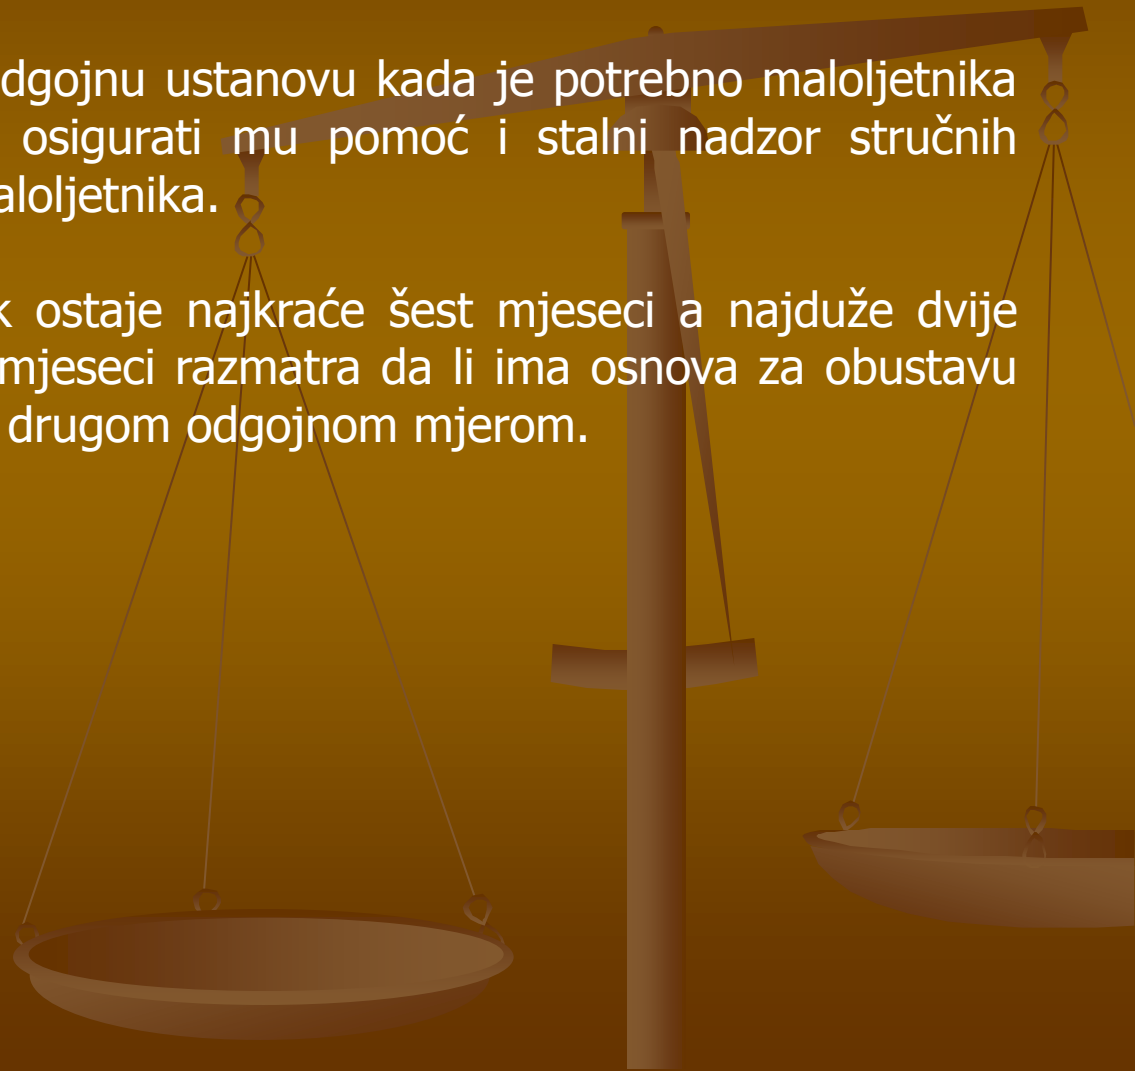 dgojnu ustanovu kada je potrebno maloljetnika
osigurati mu pomoć i stalni nadzor stručnih
aloljetnika.
k ostaje najkraće šest mjeseci a najduže dvije
mjeseci razmatra da li ima osnova za obustavu
drugom odgojnom mjerom.